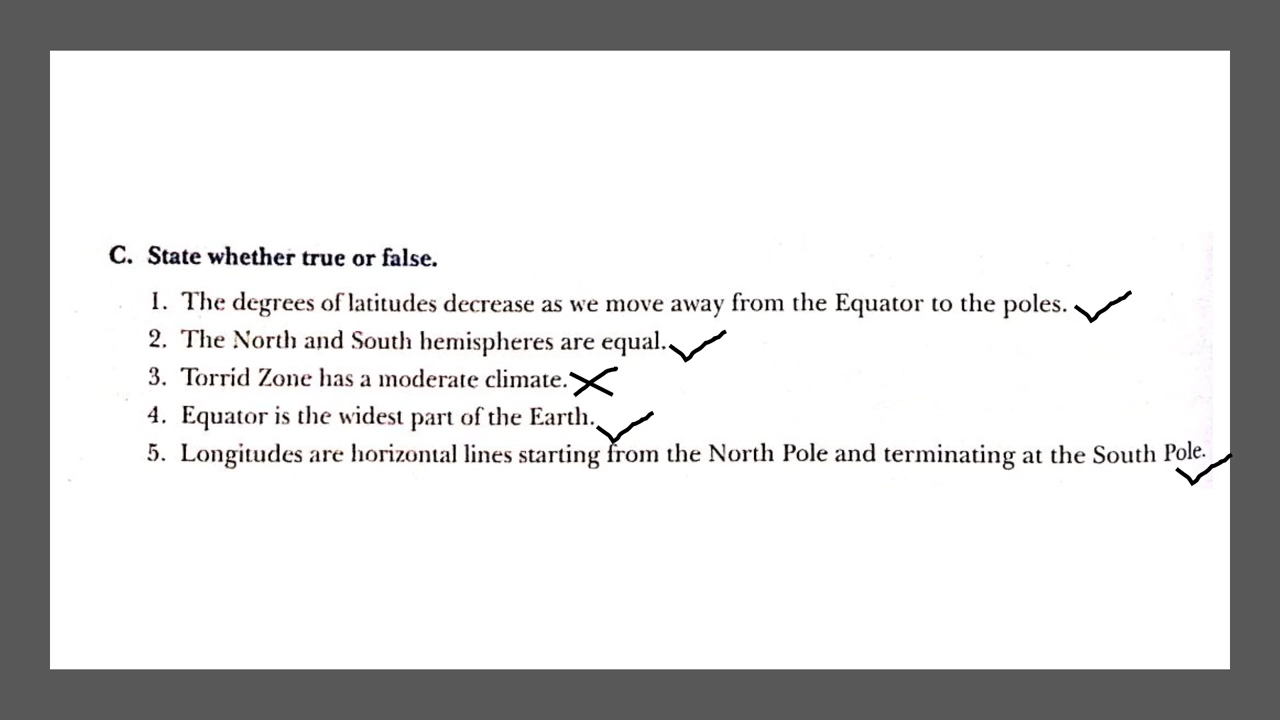 C. State whether true or false.
1. The degrees of latitudes decrease as we move away from the Equator to the poles. ✓
2. The North and South hemispheres are equal. ✓
3. Torrid Zone has a moderate climate. ✗
4. Equator is the widest part of the Earth. ✓
5. Longitudes are horizontal lines starting from the North Pole and terminating at the South Pole. ✓